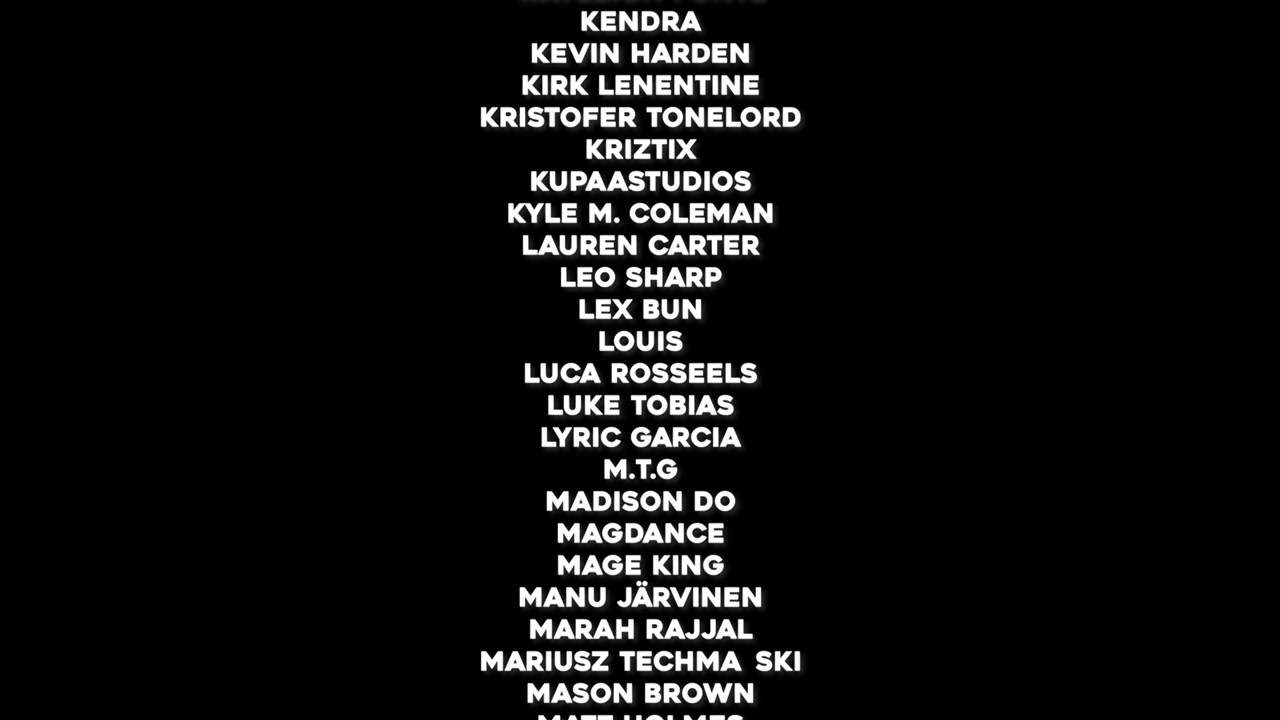 KENDRA
KEVIN HARDEN
KIRK LENENTINE
KRISTOFER TONELORD
KRIZTIX
KUPAASTUDIOS
KYLE M. COLEMAN
LAUREN CARTER
LEO SHARP
LEX BUN
LOUIS
LUCA ROSSEELS
LUKE TOBIAS
LYRIC GARCIA
M.T.G
MADISON DO
MAGDANCE
MAGE KING
MANU JÄRVINEN
MARAH RAJJAL
MARIUSZ TECHMA SKI
MASON BROWN
MATT HOLMES